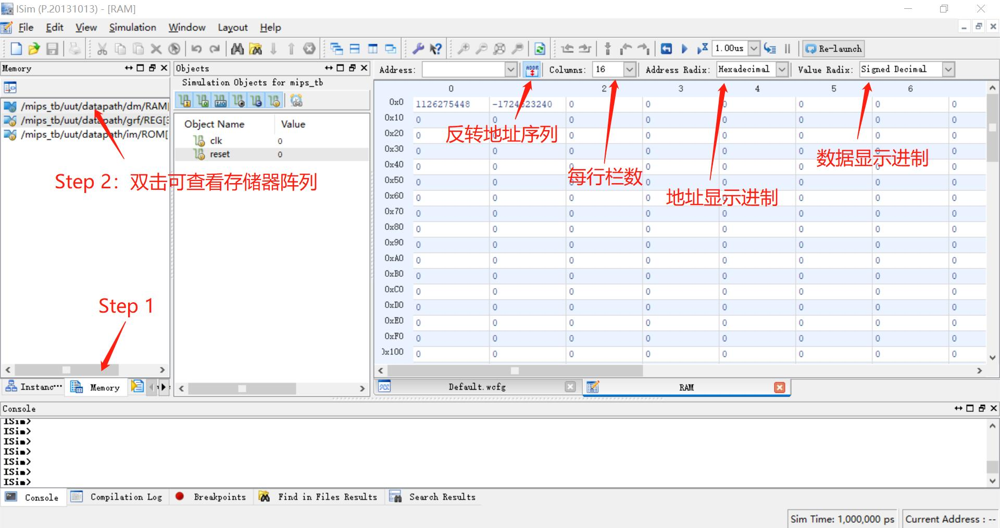 ISim (P.20131013) - [RAM]
File Edit View Simulation Window Layout Help
1.00us Re-launch
Memory
/mips_tb/uut/datapath/dm/RAM[
/mips_tb/uut/datapath/grf/REG[3
/mips_tb/uut/datapath/im/ROM[
Step 2：双击可查看存储器阵列
Step 1
Instanc··· Memory
Objects
Simulation Objects for mips_tb
Object Name Value
clk 0
reset 0
Address: ADDR Columns: 16 Address Radix: Hexadecimal Value Radix: Signed Decimal
反转地址序列
每行栏数
地址显示进制
数据显示进制
0 2 3 4 5 6
0x0 1126275448 0 0 0 0 0 0
0x10 0 0 0 0 0 0 0 0
0x20 0 0 0 0 0 0 0 0
0x30 0 0 0 0 0 0 0 0
0x40 0 0 0 0 0 0 0 0
0x50 0 0 0 0 0 0 0 0
0x60 0 0 0 0 0 0 0 0
0x70 0 0 0 0 0 0 0 0
0x80 0 0 0 0 0 0 0 0
0x90 0 0 0 0 0 0 0 0
0xA0 0 0 0 0 0 0 0 0
0xB0 0 0 0 0 0 0 0 0
0xC0 0 0 0 0 0 0 0 0
0xD0 0 0 0 0 0 0 0 0
0xE0 0 0 0 0 0 0 0 0
0xF0 0 0 0 0 0 0 0 0
0x100 0 0 0 0 0 0 0 0
Default.wcfg RAM
Console
ISim>
ISim>
ISim>
ISim>
ISim>
ISim>
ISim>
Console Compilation Log Breakpoints Find in Files Results Search Results
Sim Time: 1,000,000 ps Current Address : --